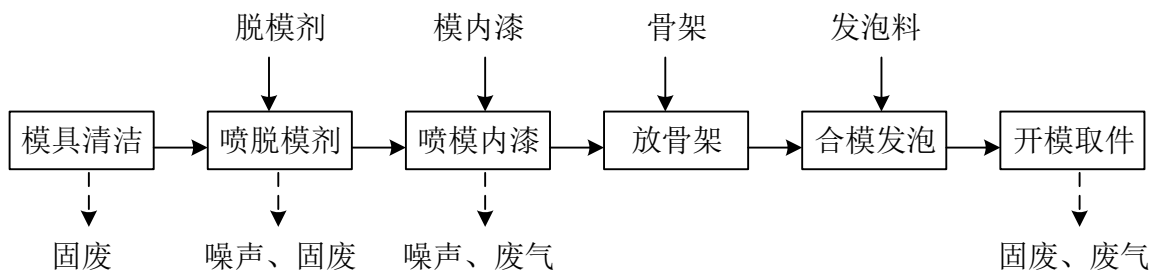 脱模剂 模内漆 骨架 发泡料
模具清洁 喷脱模剂 喷模内漆 放骨架 合模发泡 开模取件
固废 噪声、固废 噪声、废气 固废、废气